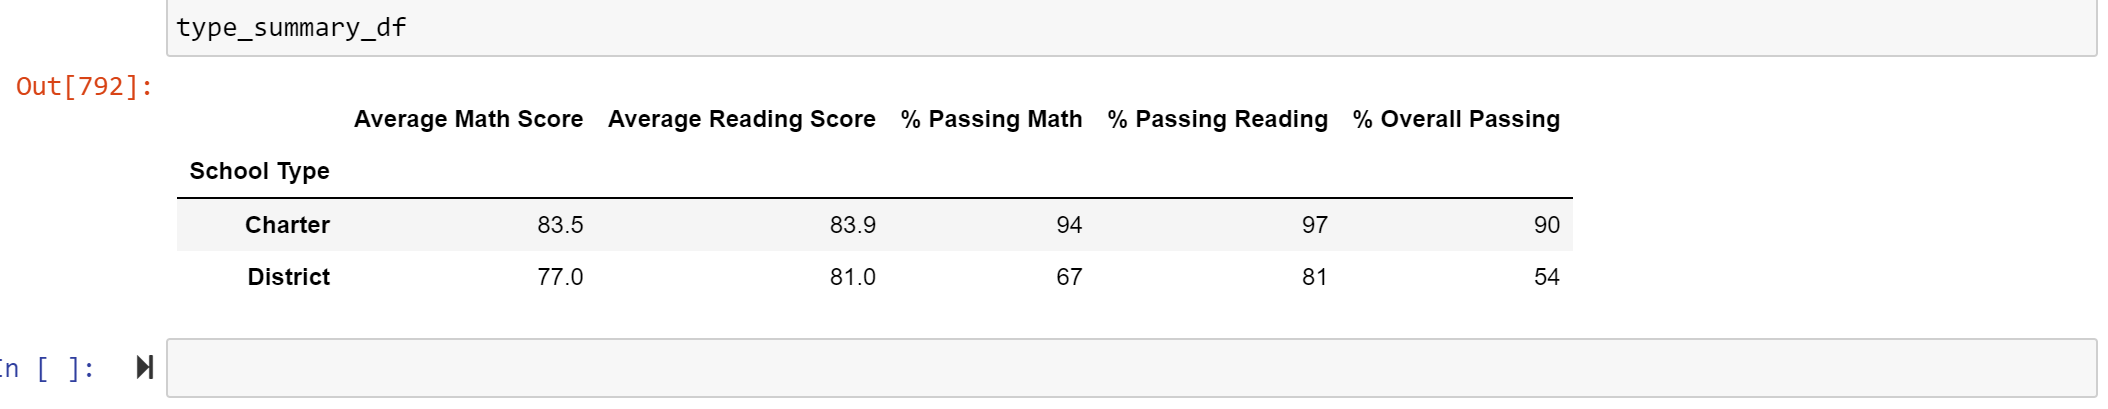 type_summary_df
Out[792]:
Average Math Score Average Reading Score % Passing Math % Passing Reading % Overall Passing
School Type
Charter 83.5 83.9 94 97 90
District 77.0 81.0 67 81 54
In [ ]: